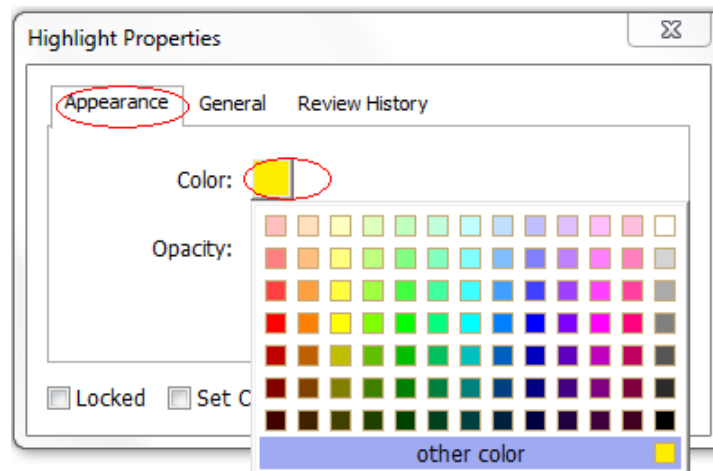 Highlight Properties
Appearance General Review History
Color:
Opacity:
Locked Set C
other color